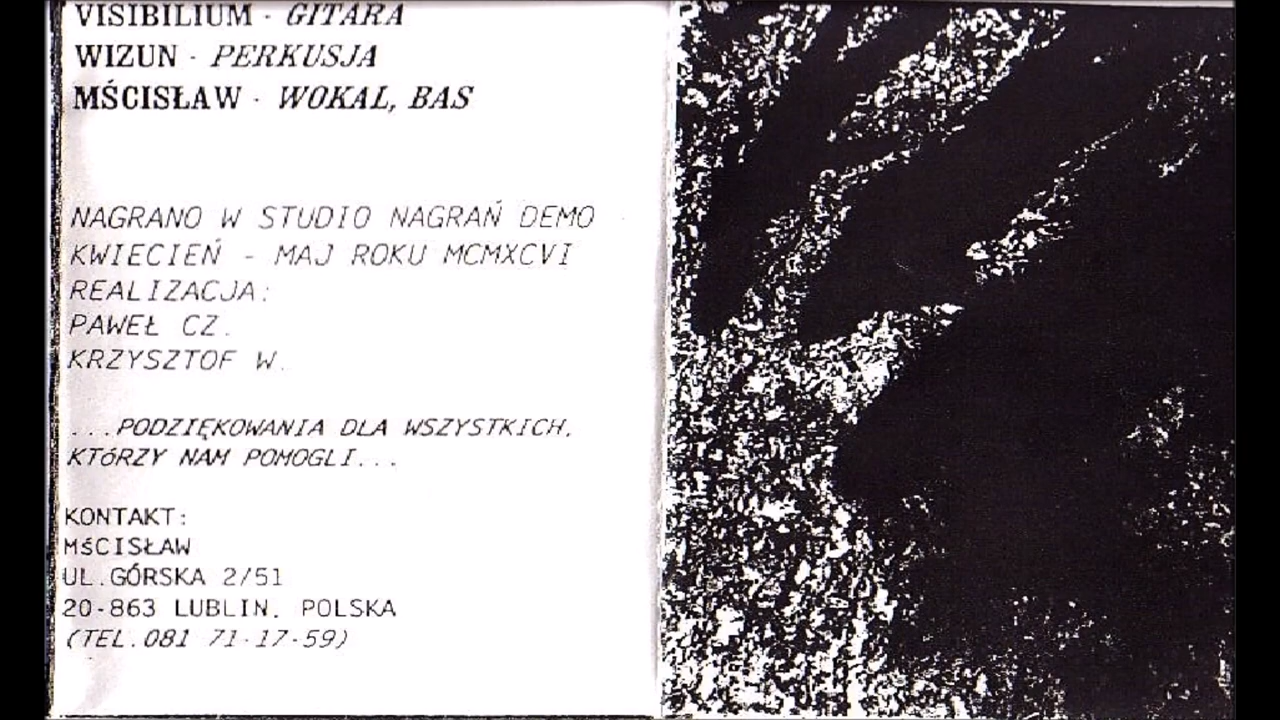 VISIBILIUM - GITARA
WIZUN - PERKUSJA
MŚCISŁAW - WOKAL, BAS
NAGRANO W STUDIO NAGRAŃ DEMO
KWIECIEŃ - MAJ ROKU MCMXCVI
REALIZACJA:
PAWEŁ CZ.
KRZYSZTOF W.
...PODZIĘKOWANIA DLA WSZYSTKICH,
KTóRZY NAM POMOGLI...
KONTAKT:
MśCISŁAW
UL.GÓRSKA 2/51
20-863 LUBLIN. POLSKA
(TEL.081 71-17-59)